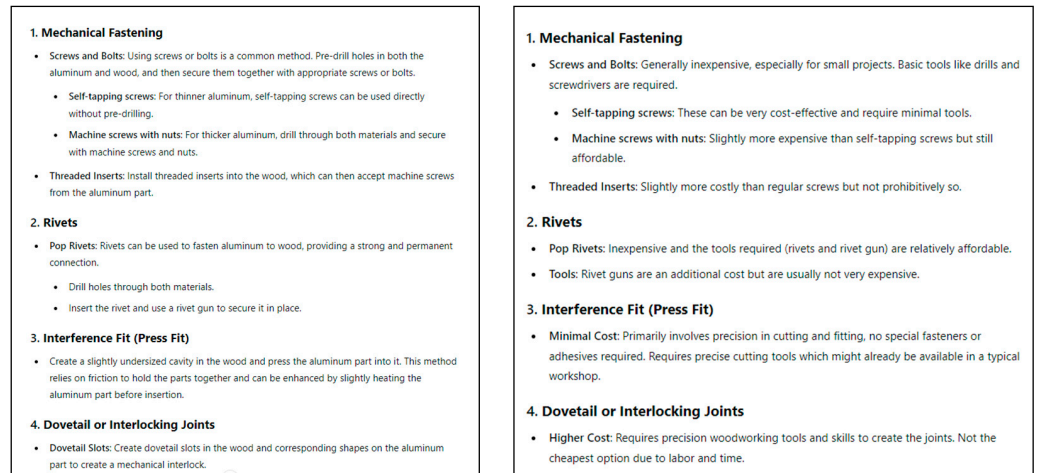 1. Mechanical Fastening
• Screws and Bolts: Using screws or bolts is a common method. Pre-drill holes in both the
aluminum and wood, and then secure them together with appropriate screws or bolts.
• Self-tapping screws: For thinner aluminum, self-tapping screws can be used directly
without pre-drilling.
• Machine screws with nuts: For thicker aluminum, drill through both materials and secure
with machine screws and nuts.
• Threaded Inserts: Install threaded inserts into the wood, which can then accept machine screws
from the aluminum part.
2. Rivets
• Pop Rivets: Rivets can be used to fasten aluminum to wood, providing a strong and permanent
connection.
• Drill holes through both materials.
• Insert the rivet and use a rivet gun to secure it in place.
3. Interference Fit (Press Fit)
• Create a slightly undersized cavity in the wood and press the aluminum part into it. This method
relies on friction to hold the parts together and can be enhanced by slightly heating the
aluminum part before insertion.
4. Dovetail or Interlocking Joints
• Dovetail Slots: Create dovetail slots in the wood and corresponding shapes on the aluminum
part to create a mechanical interlock.
1. Mechanical Fastening
• Screws and Bolts: Generally inexpensive, especially for small projects. Basic tools like drills and
screwdrivers are required.
• Self-tapping screws: These can be very cost-effective and require minimal tools.
• Machine screws with nuts: Slightly more expensive than self-tapping screws but still
affordable.
• Threaded Inserts: Slightly more costly than regular screws but not prohibitively so.
2. Rivets
• Pop Rivets: Inexpensive and the tools required (rivets and rivet gun) are relatively affordable.
• Tools: Rivet guns are an additional cost but are usually not very expensive.
3. Interference Fit (Press Fit)
• Minimal Cost: Primarily involves precision in cutting and fitting, no special fasteners or
adhesives required. Requires precise cutting tools which might already be available in a typical
workshop.
4. Dovetail or Interlocking Joints
• Higher Cost: Requires precision woodworking tools and skills to create the joints. Not the
cheapest option due to labor and time.